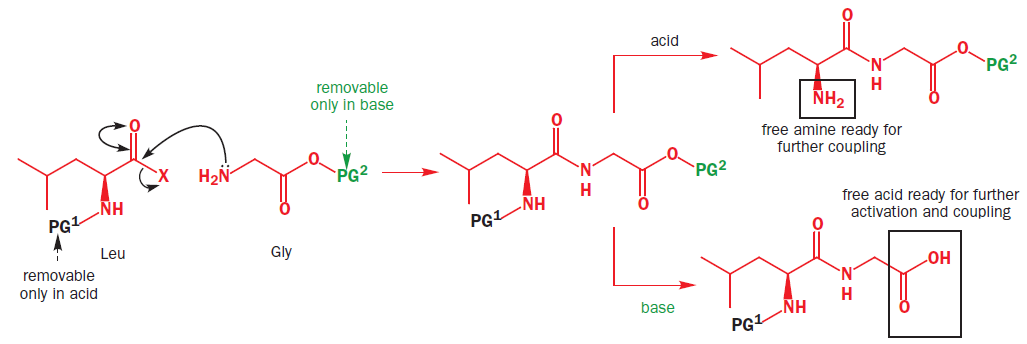 O
X
NH
PG1
Leu
removable
only in acid
removable
only in base
H2N
O
PG2
O
Gly
O
N
H
O
PG2
O
NH
PG1
acid
O
N
H
O
PG2
O
NH2
free amine ready for
further coupling
base
free acid ready for further
activation and coupling
O
N
H
OH
O
NH
PG1